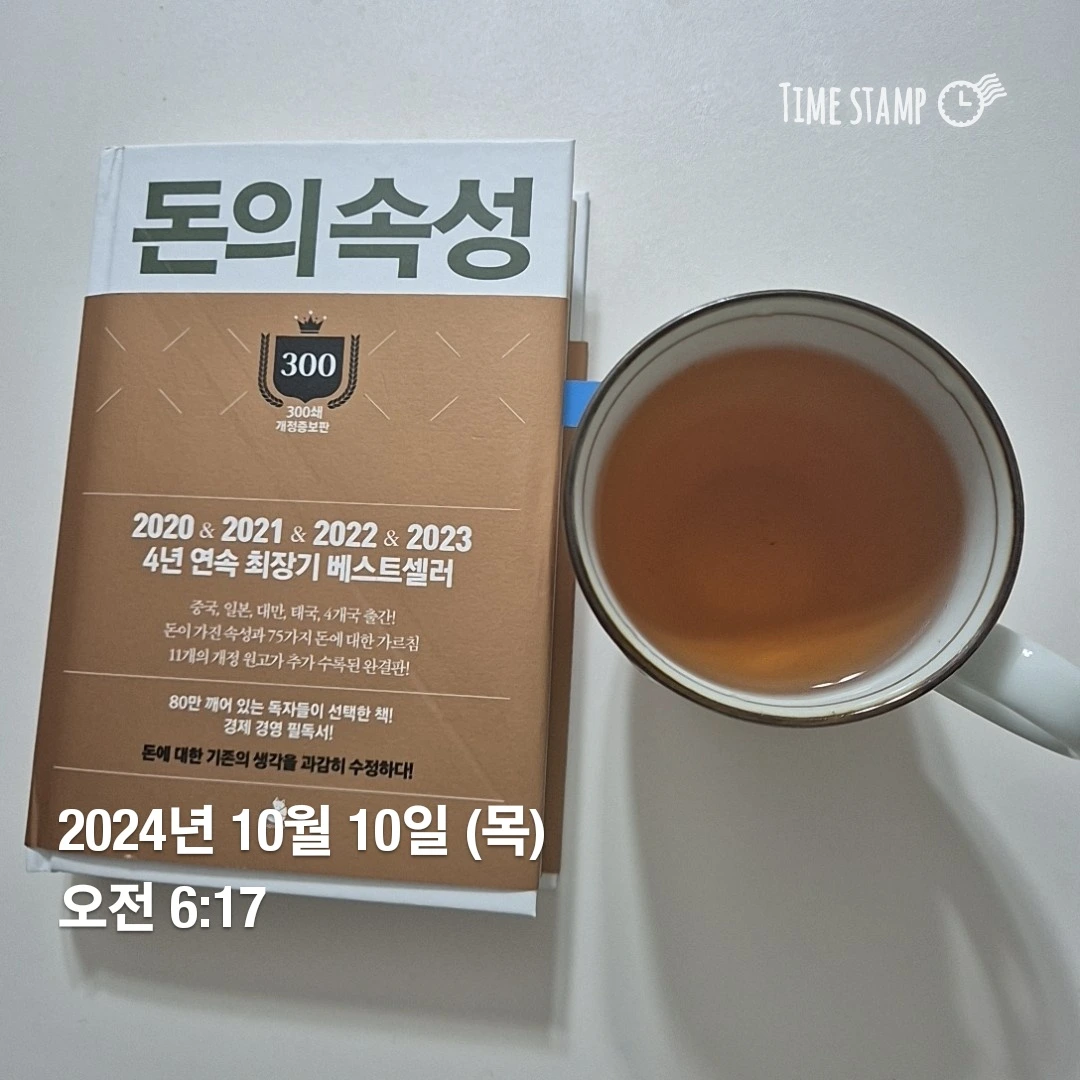 TIME STAMP
돈의 속성
300
300쇄
개정증보판
2020 & 2021 & 2022 & 2023
4년 연속 최장기 베스트셀러
중국, 일본, 대만, 태국, 4개국 출간!
돈이 가진 속성과 75가지 돈에 대한 가르침
11개의 개정 원고가 추가 수록된 완결판!
80만 깨어 있는 독자들이 선택한 책!
경제 경영 필독서!
돈에 대한 기존의 생각을 과감히 수정하다!
2024년 10월 10일 (목)
오전 6:17